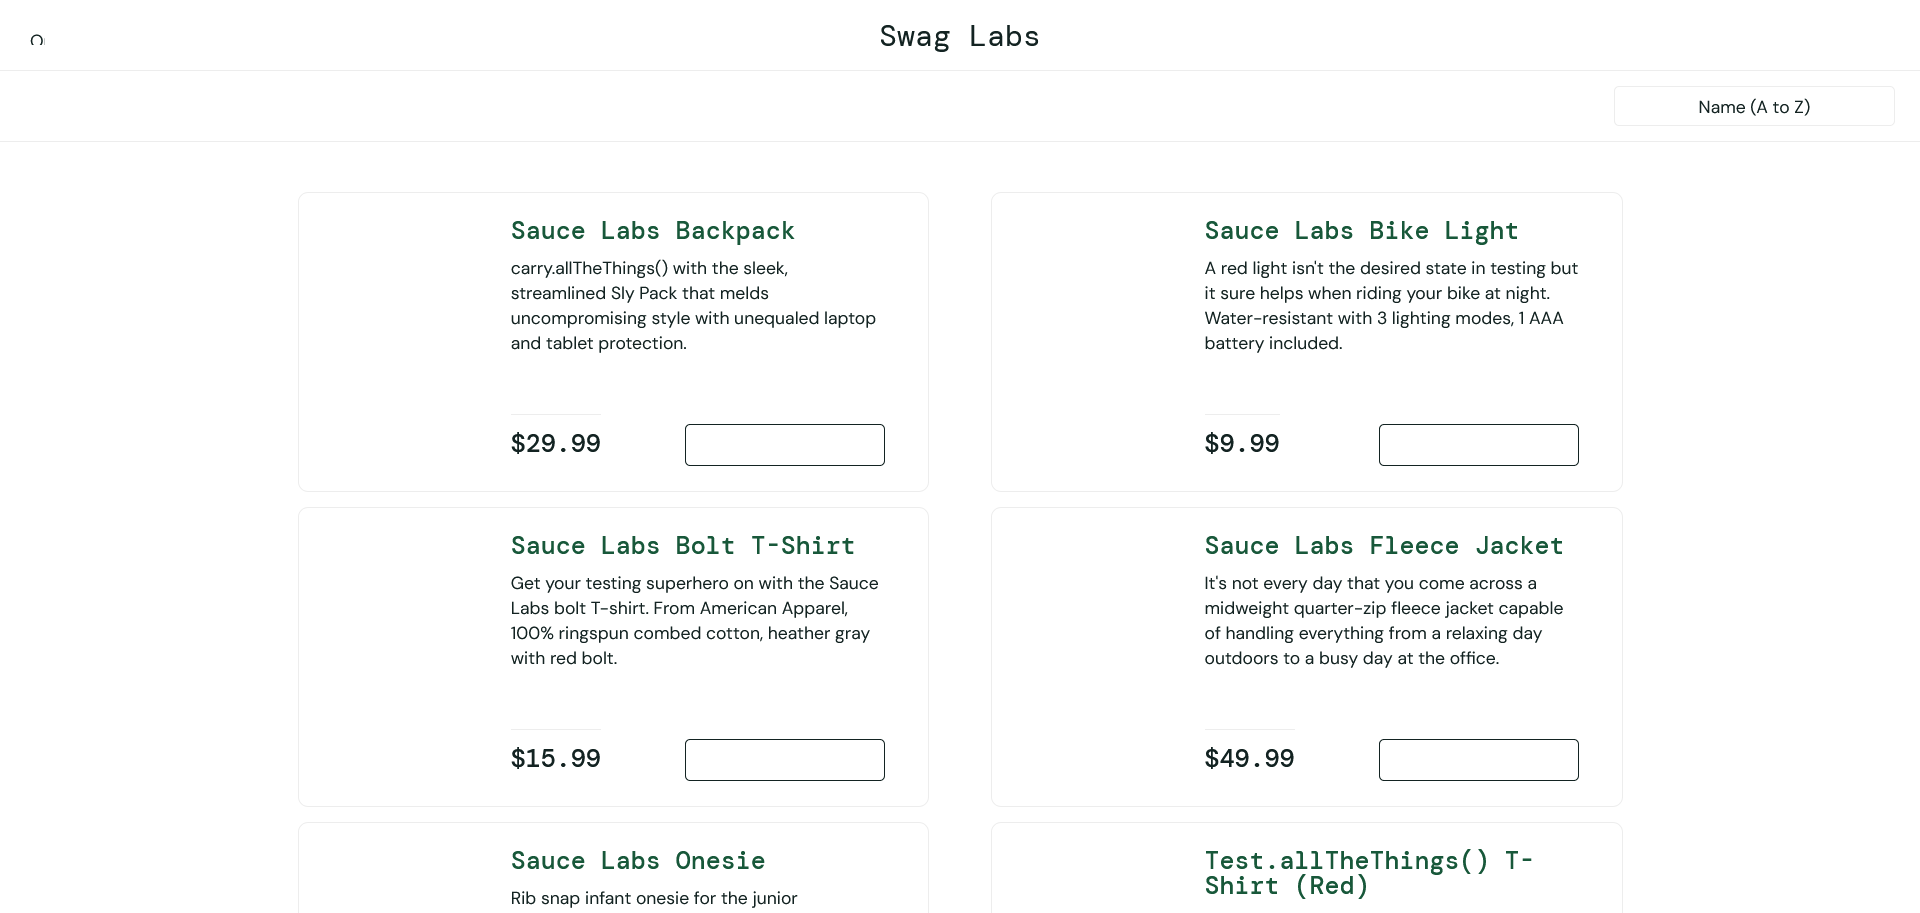 Swag Labs
Name (A to Z)
Sauce Labs Backpack
carry.allTheThings() with the sleek,
streamlined Sly Pack that melds
uncompromising style with unequaled laptop
and tablet protection.
$29.99
Sauce Labs Bike Light
A red light isn't the desired state in testing but
it sure helps when riding your bike at night.
Water-resistant with 3 lighting modes, 1 AAA
battery included.
$9.99
Sauce Labs Bolt T-Shirt
Get your testing superhero on with the Sauce
Labs bolt T-shirt. From American Apparel,
100% ringspun combed cotton, heather gray
with red bolt.
$15.99
Sauce Labs Fleece Jacket
It's not every day that you come across a
midweight quarter-zip fleece jacket capable
of handling everything from a relaxing day
outdoors to a busy day at the office.
$49.99
Sauce Labs Onesie
Rib snap infant onesie for the junior
Test.allTheThings() T-
Shirt (Red)